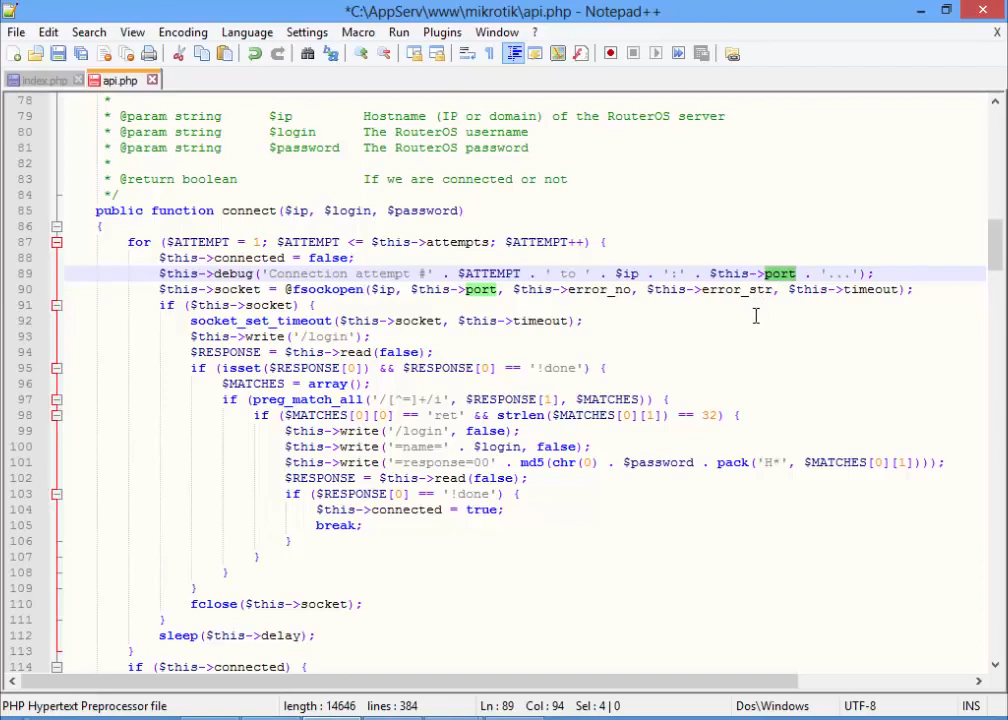 *C:\AppServ\www\mikrotik\api.php - Notepad++
File Edit Search View Encoding Language Settings Macro Run Plugins Window ? X
index.php api.php
78 *
79 * @param string $ip Hostname (IP or domain) of the RouterOS server
80 * @param string $login The RouterOS username
81 * @param string $password The RouterOS password
82 *
83 * @return boolean If we are connected or not
84 */
85 public function connect($ip, $login, $password)
86 {
87 for ($ATTEMPT = 1; $ATTEMPT <= $this->attempts; $ATTEMPT++) {
88 $this->connected = false;
89 $this->debug('Connection attempt #' . $ATTEMPT . ' to ' . $ip . ':' . $this->port . '...');
90 $this->socket = @fsockopen($ip, $this->port, $this->error_no, $this->error_str, $this->timeout);
91 if ($this->socket) {
92 socket_set_timeout($this->socket, $this->timeout);
93 $this->write('/login');
94 $RESPONSE = $this->read(false);
95 if (isset($RESPONSE[0]) && $RESPONSE[0] == '!done') {
96 $MATCHES = array();
97 if (preg_match_all('/[^=]+/i', $RESPONSE[1], $MATCHES)) {
98 if ($MATCHES[0][0] == 'ret' && strlen($MATCHES[0][1]) == 32) {
99 $this->write('/login', false);
100 $this->write('=name=' . $login, false);
101 $this->write('=response=00' . md5(chr(0) . $password . pack('H*', $MATCHES[0][1])));
102 $RESPONSE = $this->read(false);
103 if ($RESPONSE[0] == '!done') {
104 $this->connected = true;
105 break;
106 }
107 }
108 }
109 }
110 fclose($this->socket);
111 }
112 sleep($this->delay);
113 }
114 if ($this->connected) {
PHP Hypertext Preprocessor file length : 14646 lines : 384 Ln : 89 Col : 94 Sel : 4 | 0 Dos\Windows UTF-8 INS